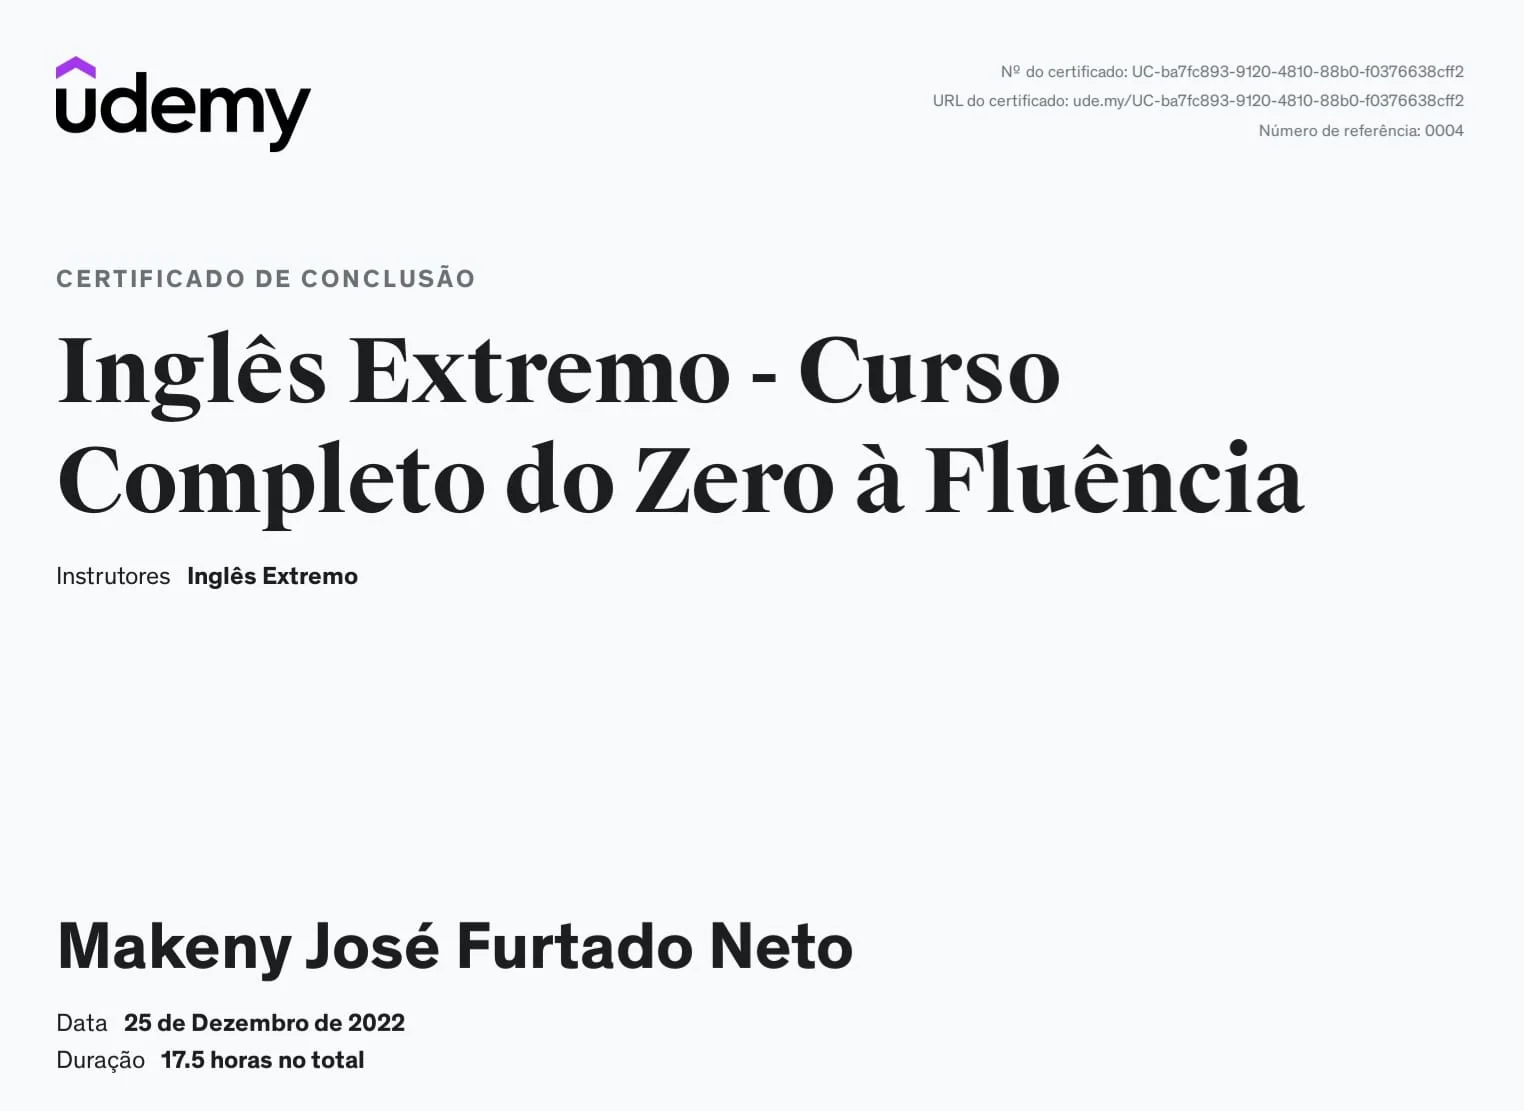 udemy
Nº do certificado: UC-ba7fc893-9120-4810-88b0-f0376638cff2
URL do certificado: ude.my/UC-ba7fc893-9120-4810-88b0-f0376638cff2
Número de referência: 0004
CERTIFICADO DE CONCLUSÃO
Inglês Extremo - Curso
Completo do Zero à Fluência
Instrutores Inglês Extremo
Makeny José Furtado Neto
Data 25 de Dezembro de 2022
Duração 17.5 horas no total